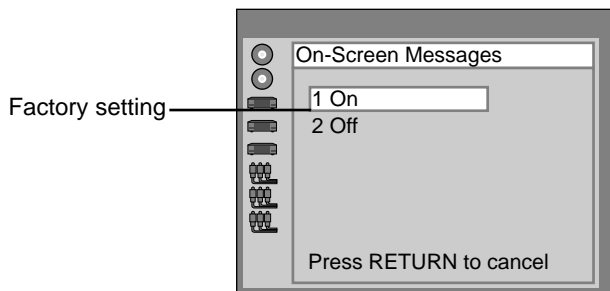 On-Screen Messages
Factory setting
1 On
2 Off
Press RETURN to cancel